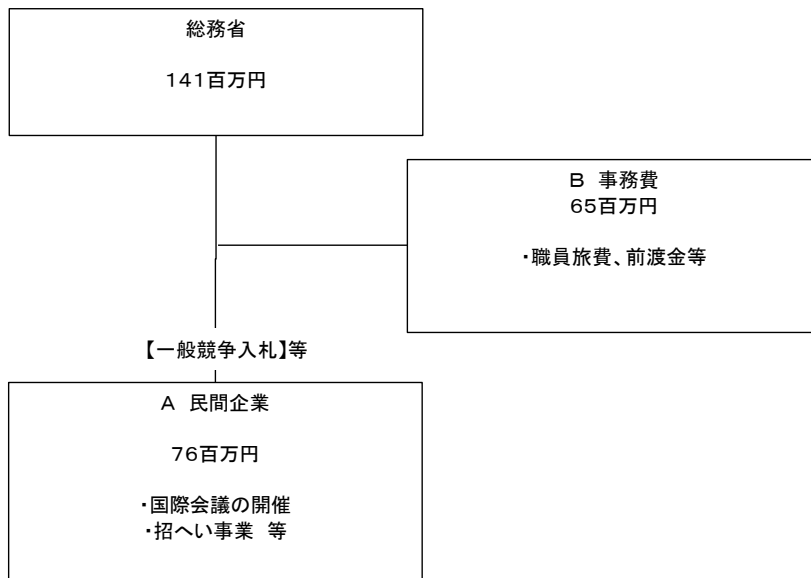 総務省
141百万円
B 事務費
65百万円
・職員旅費、前渡金等
【一般競争入札】等
A 民間企業
76百万円
・国際会議の開催
・招へい事業 等